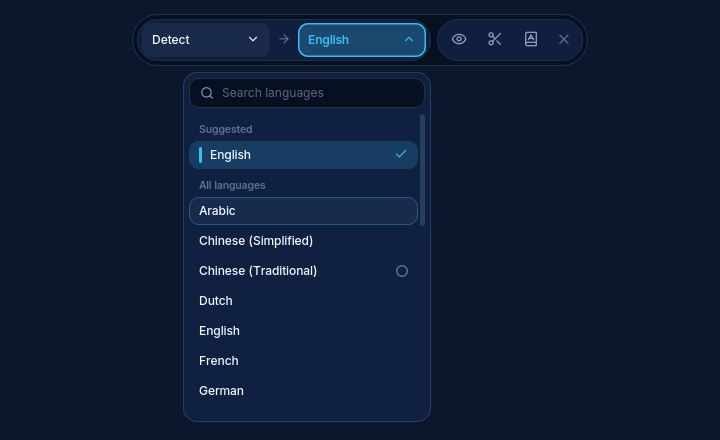 Detect
English
Search languages
Suggested
English
All languages
Arabic
Chinese (Simplified)
Chinese (Traditional)
Dutch
English
French
German